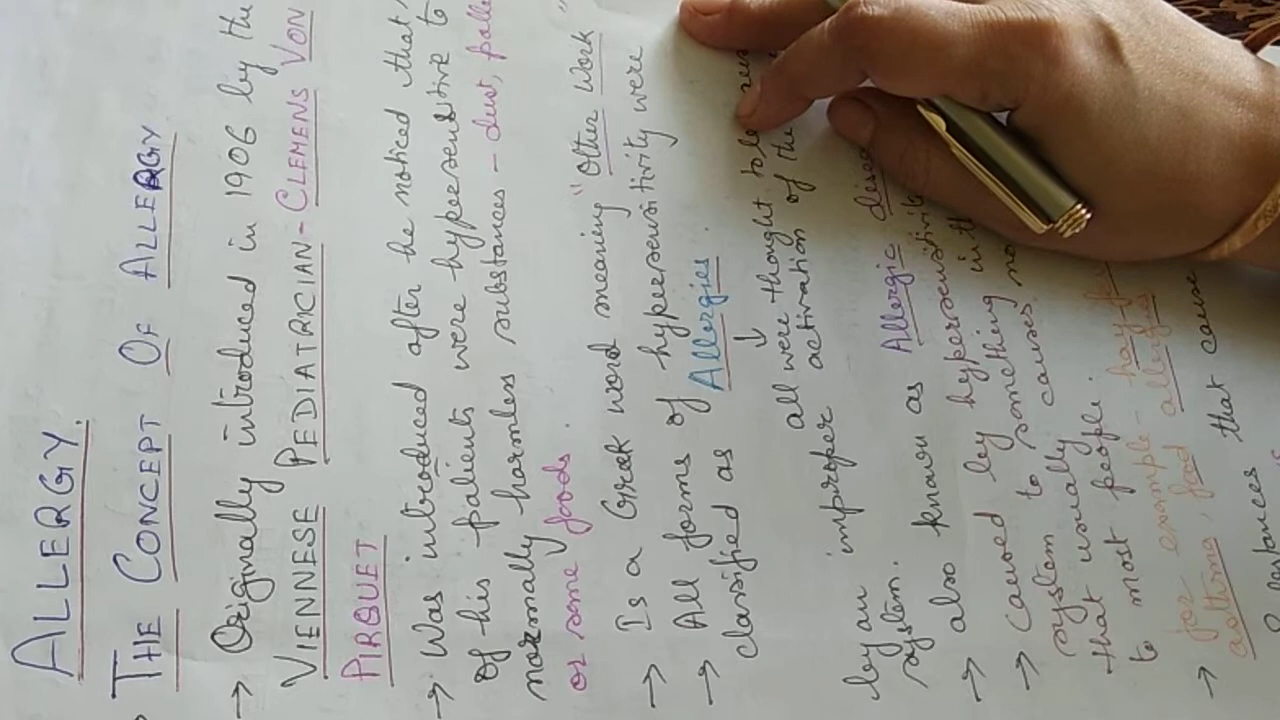 ALLERGY.
THE CONCEPT OF ALLERGY
→ Originally introduced in 1906 by the
VIENNESE PEDIATRCIAN - CLEMENS VON
PIRQUET
→ Was introduced after he noticed that,
of his patients were hypersensitive to
normally harmless substances - dust,
or some foods.
→ Is a Greek word meaning "Other Work"
→ All forms of hypersensitivity were
classified as Allergies.
↓
all were thought to be
by an improper activation of the
system.
→ also known as Allergic
→ caused by hypersensitivity
system to something in
that usually causes no
to most people.
for example - hay
asthma, food allergies
→ Substances that cause